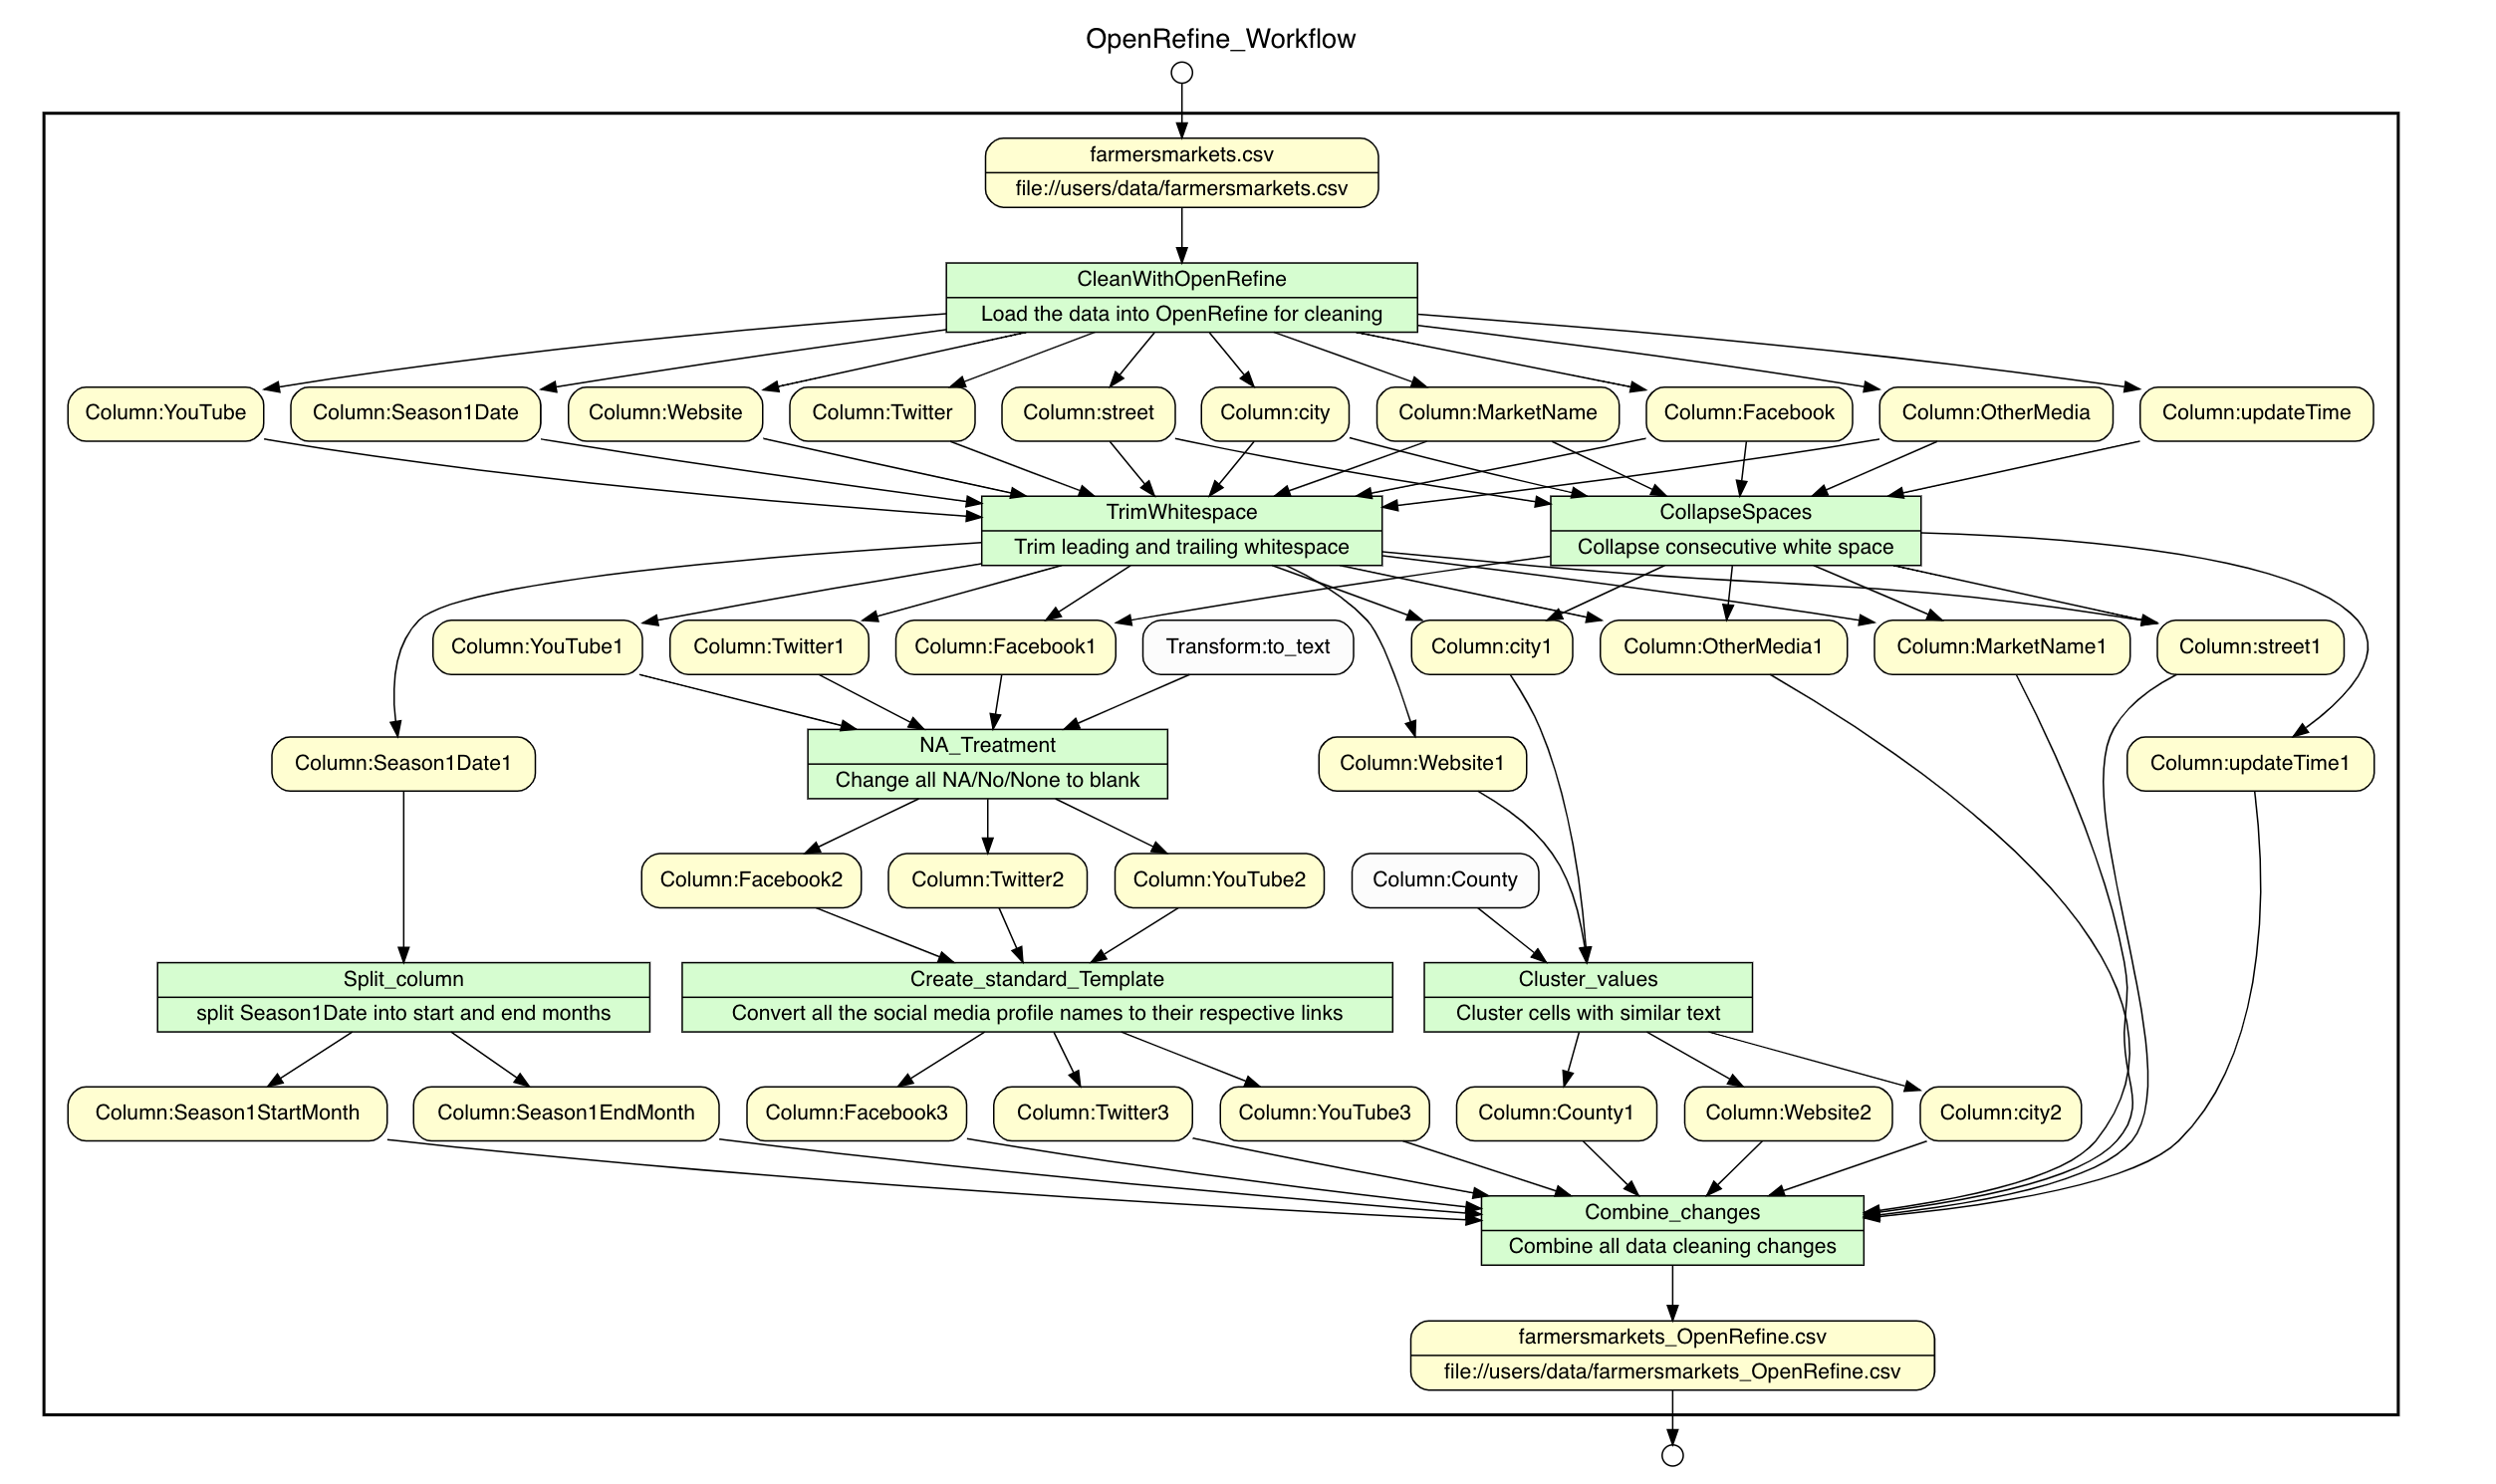 OpenRefine_Workflow
farmersmarkets.csv
file://users/data/farmersmarkets.csv
CleanWithOpenRefine
Load the data into OpenRefine for cleaning
Column:YouTube
Column:Season1Date
Column:Website
Column:Twitter
Column:street
Column:city
Column:MarketName
Column:Facebook
Column:OtherMedia
Column:updateTime
TrimWhitespace
Trim leading and trailing whitespace
CollapseSpaces
Collapse consecutive white space
Column:YouTube1
Column:Twitter1
Column:Facebook1
Transform:to_text
Column:city1
Column:OtherMedia1
Column:MarketName1
Column:street1
Column:Season1Date1
NA_Treatment
Change all NA/No/None to blank
Column:Website1
Column:updateTime1
Column:Facebook2
Column:Twitter2
Column:YouTube2
Column:County
Split_column
split Season1Date into start and end months
Create_standard_Template
Convert all the social media profile names to their respective links
Cluster_values
Cluster cells with similar text
Column:Season1StartMonth
Column:Season1EndMonth
Column:Facebook3
Column:Twitter3
Column:YouTube3
Column:County1
Column:Website2
Column:city2
Combine_changes
Combine all data cleaning changes
farmersmarkets_OpenRefine.csv
file://users/data/farmersmarkets_OpenRefine.csv